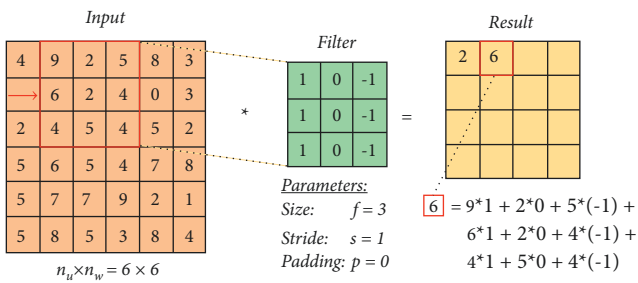 Input
4 9 2 5 8 3
→ 6 2 4 0 3
2 4 5 4 5 2
5 6 5 4 7 8
5 7 7 9 2 1
5 8 5 3 8 4
n_u×n_w = 6 × 6
*
Filter
1 0 -1
1 0 -1
1 0 -1
Parameters:
Size: f = 3
Stride: s = 1
Padding: p = 0
=
Result
2 6
6 = 9*1 + 2*0 + 5*(-1) +
6*1 + 2*0 + 4*(-1) +
4*1 + 5*0 + 4*(-1)